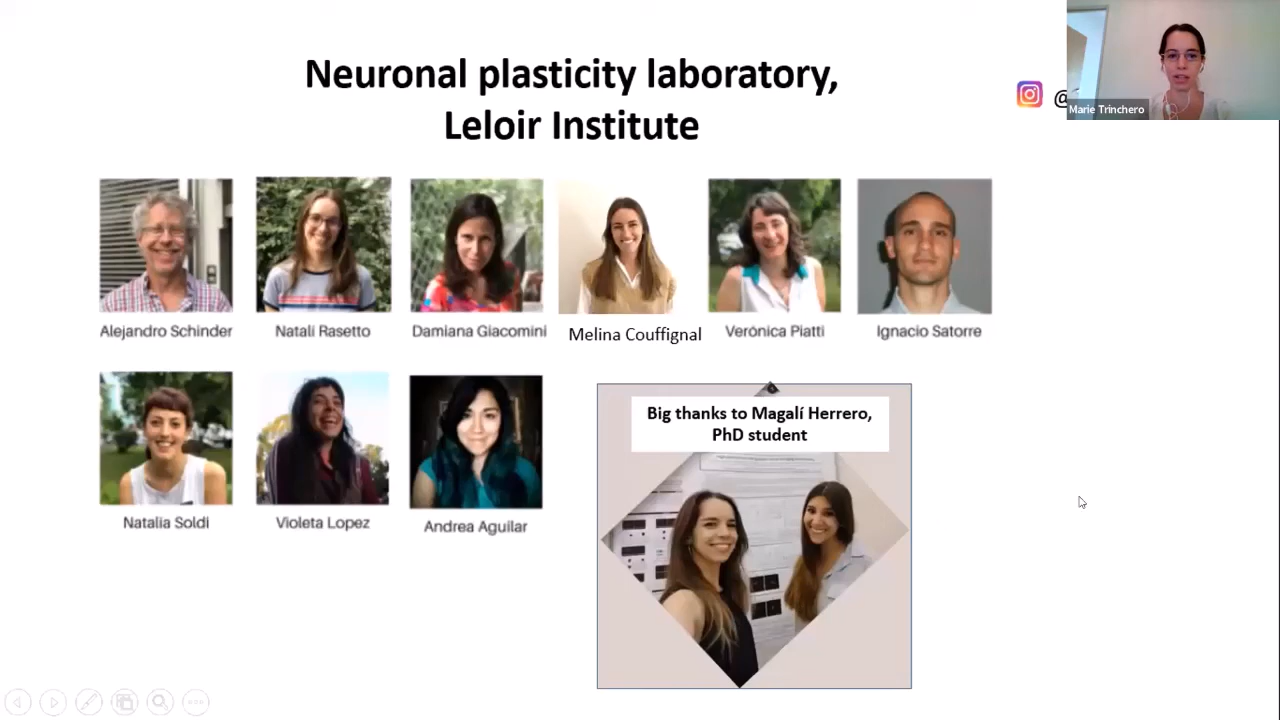 Neuronal plasticity laboratory,
Leloir Institute
@
Marie Trinchero
Alejandro Schinder
Natalí Rasetto
Damiana Giacomini
Melina Couffignal
Verónica Piatti
Ignacio Satorre
Natalia Soldi
Violeta Lopez
Andrea Aguilar
Big thanks to Magalí Herrero,
PhD student